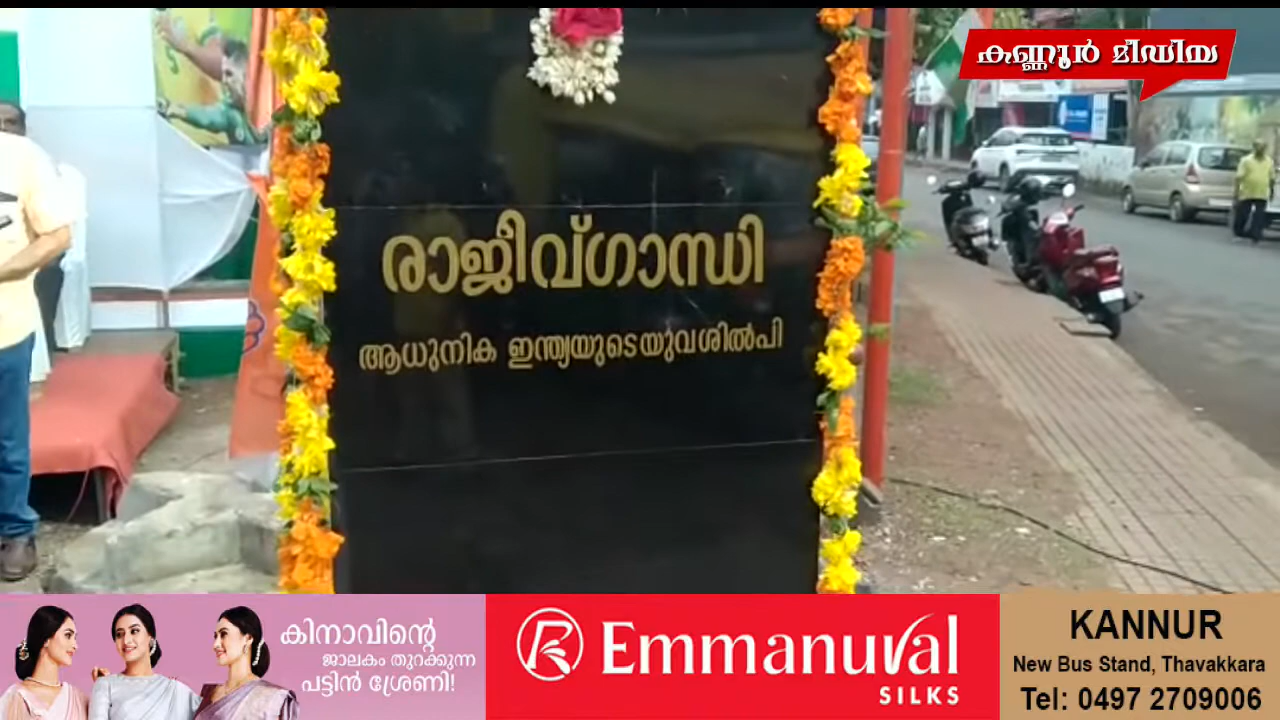 കണ്ണൂർ മീഡിയ
രാജീവ്ഗാന്ധി
ആധുനിക ഇന്ത്യയുടെയുവശിൽപി
കിനാവിന്റെ
ജാലകം തുറക്കുന്ന
പട്ടിൻ ശ്രേണി!
Emmanuval
SILKS
KANNUR
New Bus Stand, Thavakkara
Tel: 0497 2709006